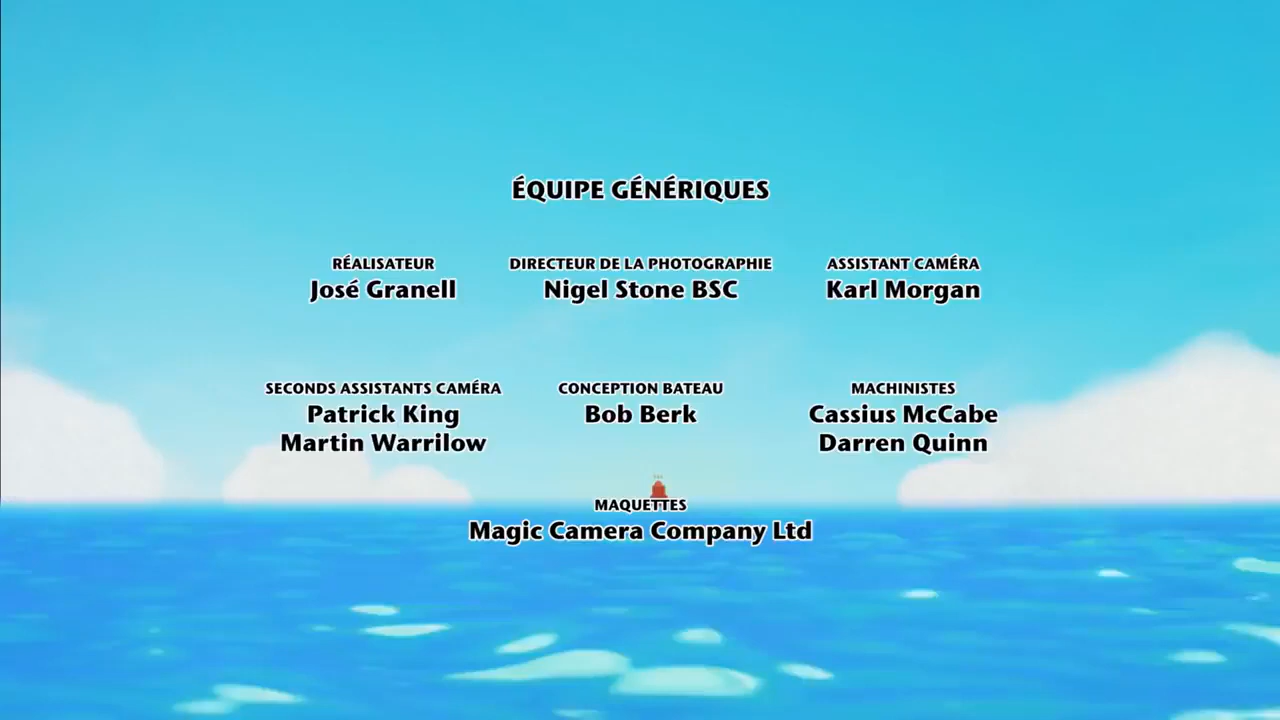 ÉQUIPE GÉNÉRIQUES
RÉALISATEUR
José Granell
DIRECTEUR DE LA PHOTOGRAPHIE
Nigel Stone BSC
ASSISTANT CAMÉRA
Karl Morgan
SECONDS ASSISTANTS CAMÉRA
Patrick King
Martin Warrilow
CONCEPTION BATEAU
Bob Berk
MACHINISTES
Cassius McCabe
Darren Quinn
MAQUETTES
Magic Camera Company Ltd